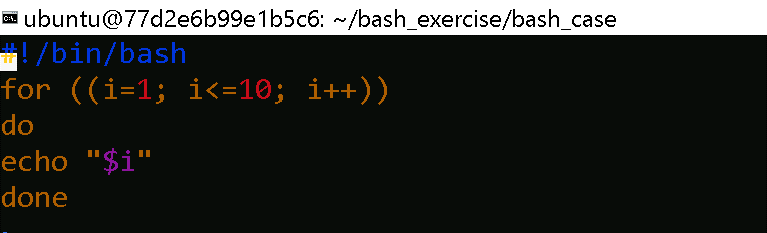 ubuntu@77d2e6b99e1b5c6: ~/bash_exercise/bash_case
#!/bin/bash
for ((i=1; i<=10; i++))
do
echo "$i"
done